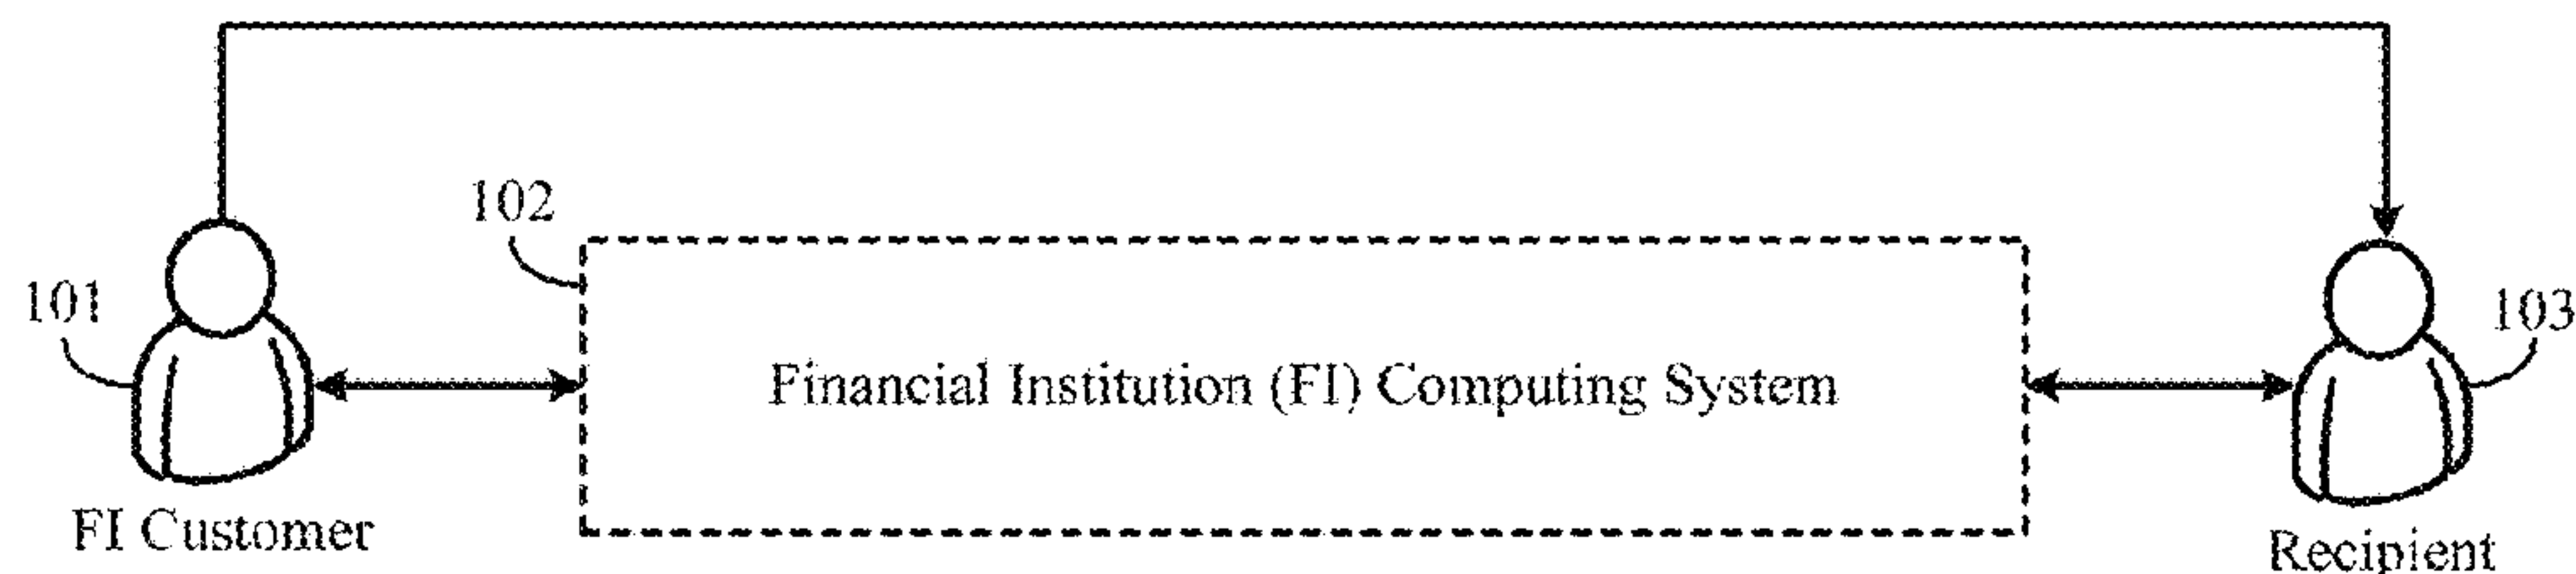 102
101
103
Financial Institution (FI) Computing System
FI Customer
Recipient